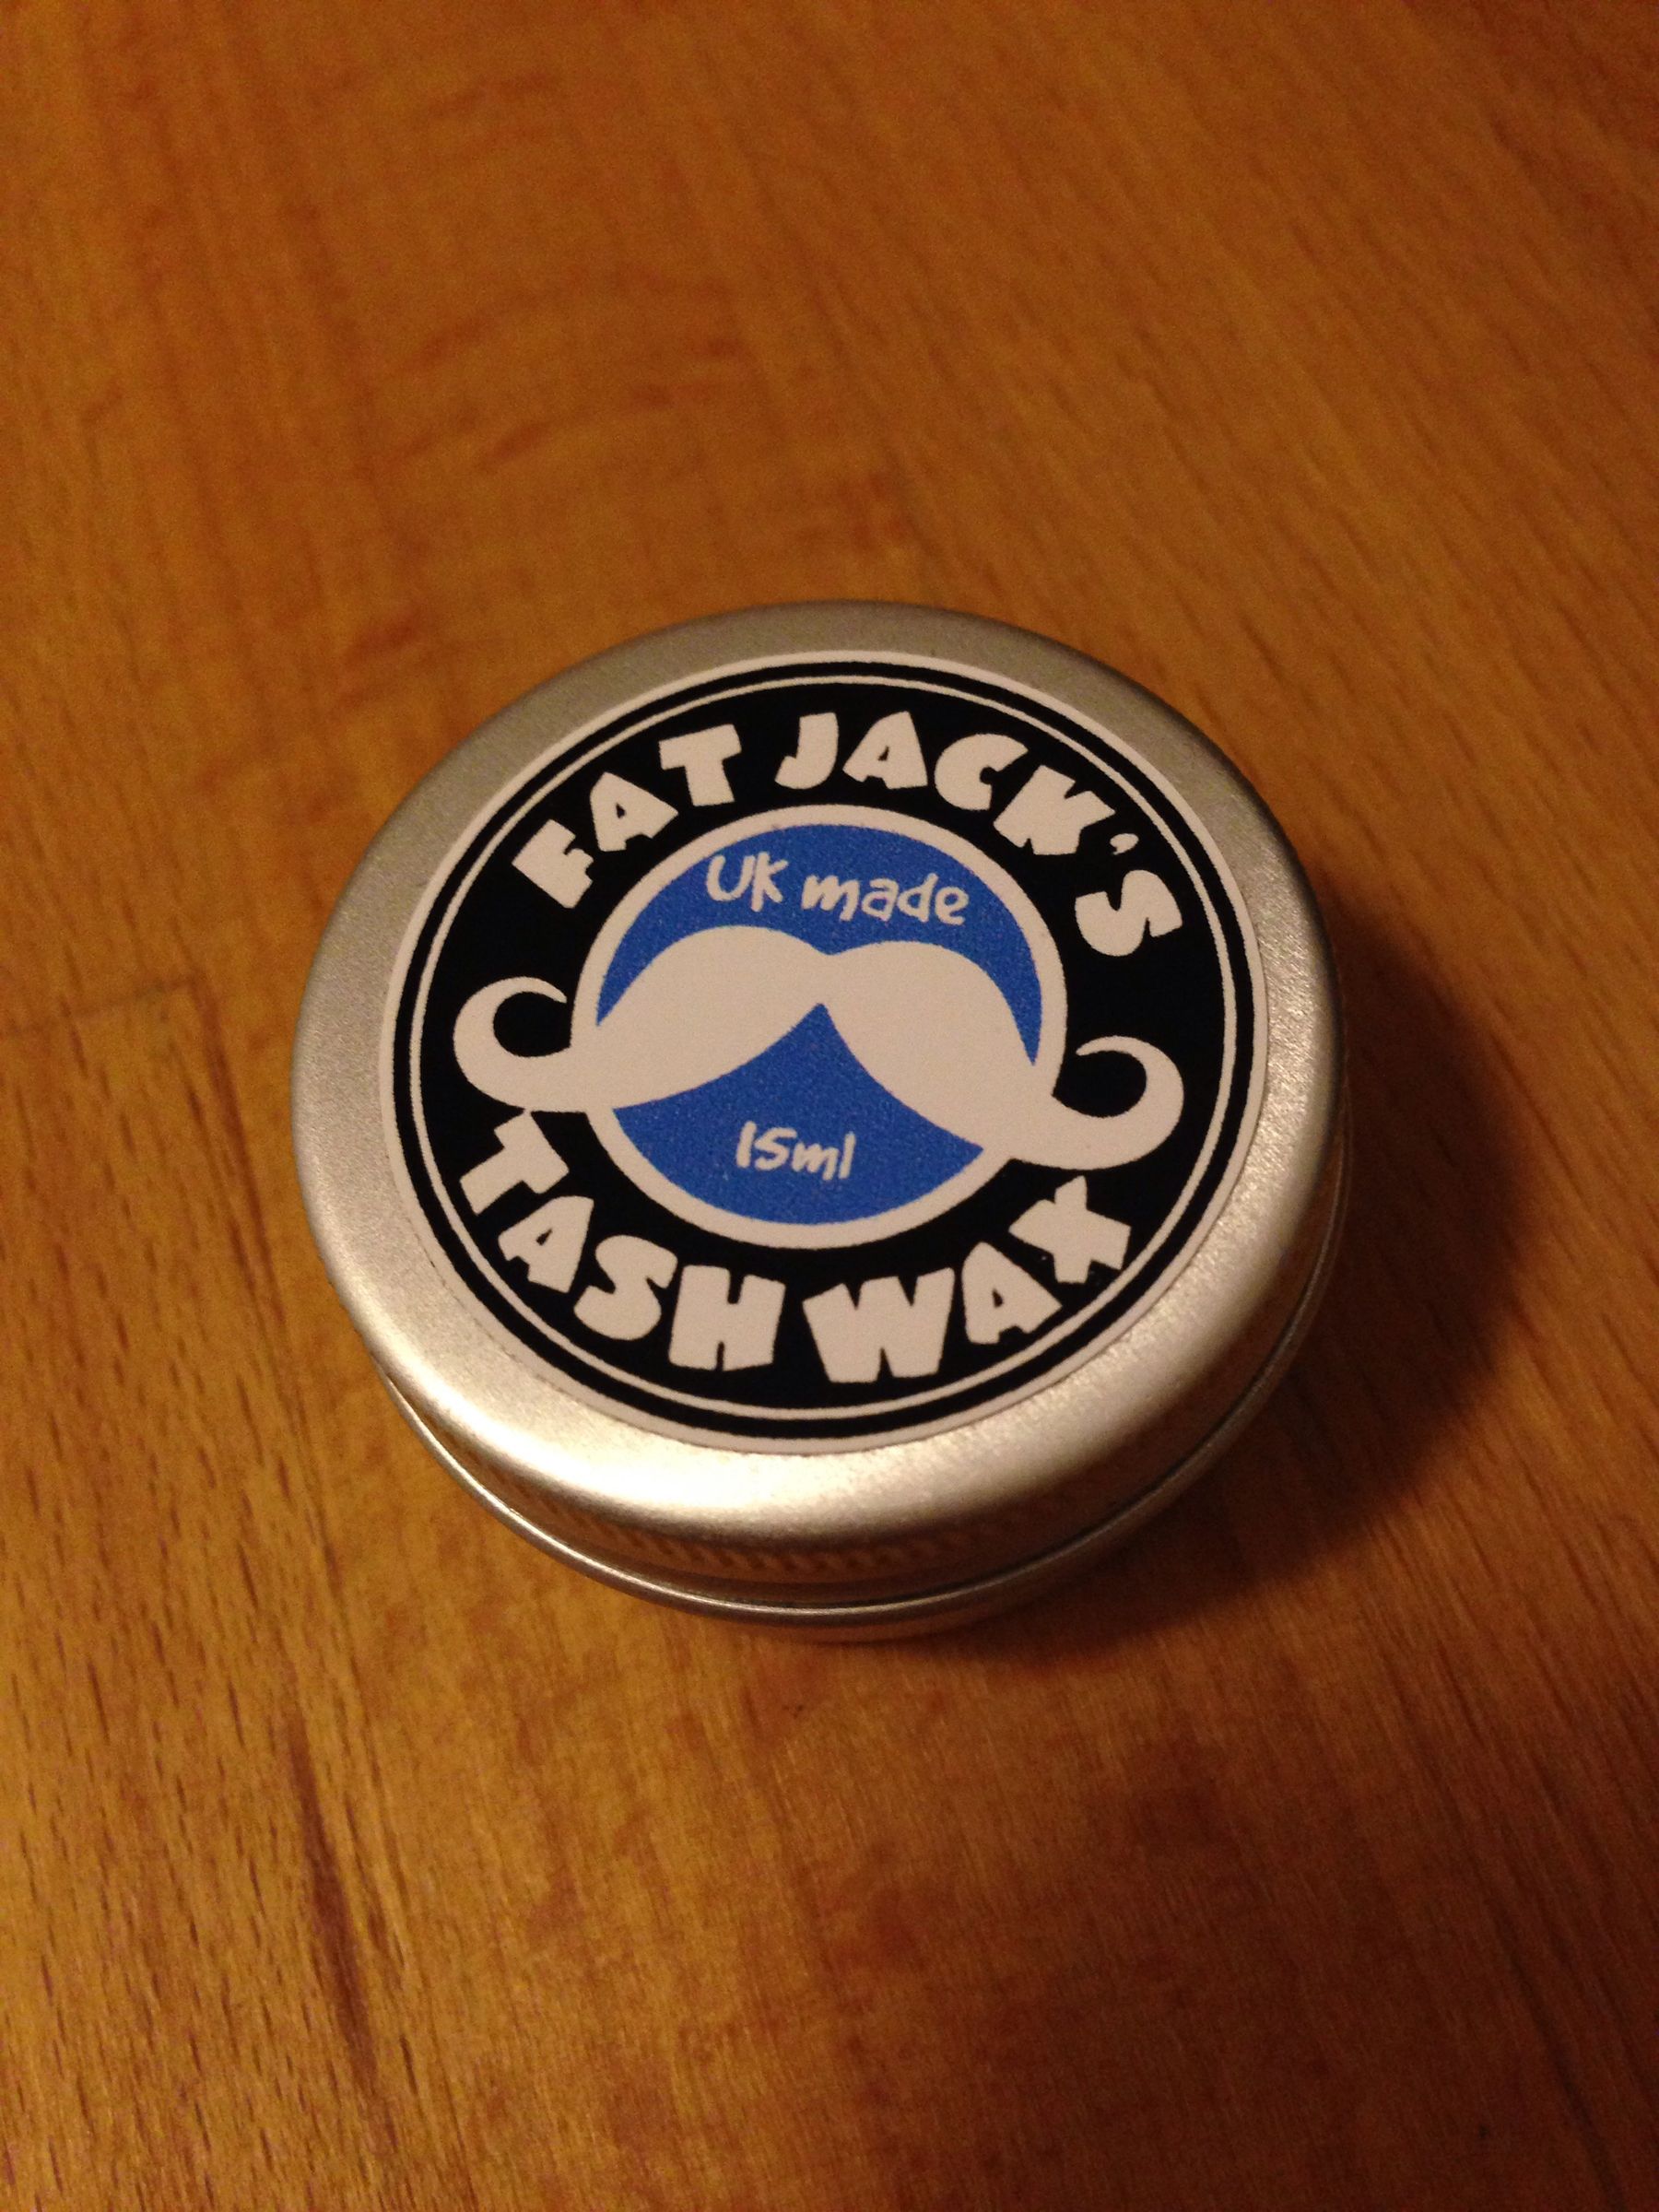 FAT JACK'S
UK made
15ml
TASH WAX